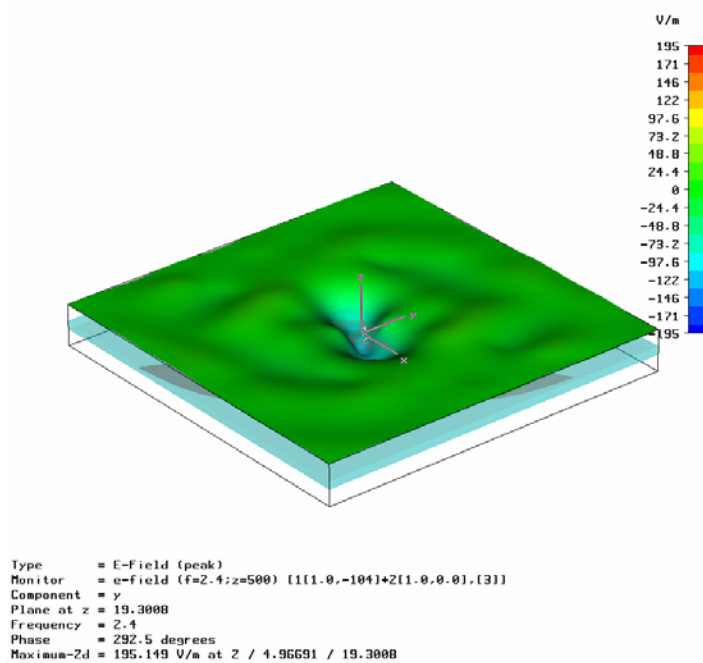 V/m
195
171
146
122
97.6
73.2
48.8
24.4
0
-24.4
-48.8
-73.2
-97.6
-122
-146
-171
-195
z
y
x
Type = E-Field (peak)
Monitor = e-field (f=2.4;z=500) [1[1.0,-104]+2[1.0,0.0],[3]]
Component = y
Plane at z = 19.3008
Frequency = 2.4
Phase = 292.5 degrees
Maximum-2d = 195.149 V/m at 2 / 4.96691 / 19.3008